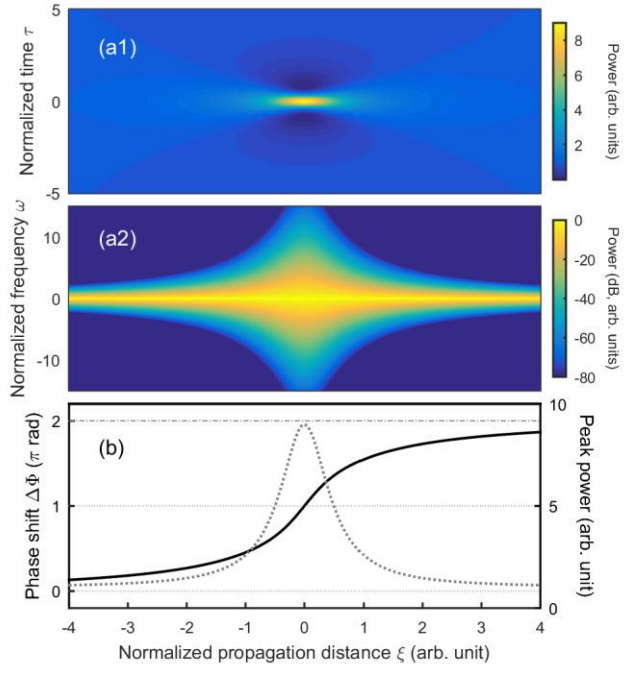 5
(a1)
8
Normalized time τ
0
6
4
2
Power (arb. units)
-5
(a2)
0
10
Normalized frequency ω
-20
0
-40
-60
Power (dB, arb. units)
-10
-80
10
2
(b)
Phase shift ΔΦ (π rad)
1
5
Peak power (arb. unit)
0
0
-4 -3 -2 -1 0 1 2 3 4
Normalized propagation distance ξ (arb. unit)